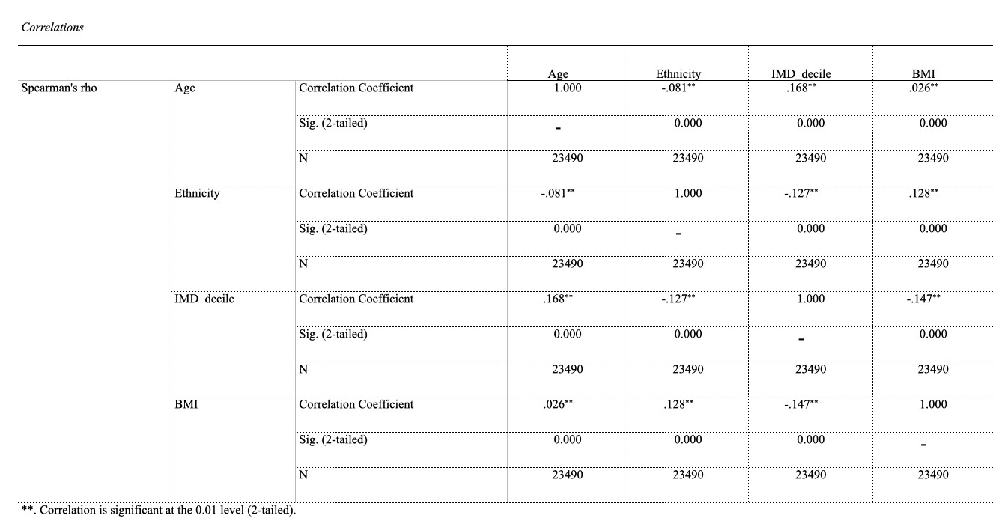 Correlations
Age Ethnicity IMD_decile BMI
Spearman's rho Age Correlation Coefficient 1.000 -.081** .168** .026**
Sig. (2-tailed) - 0.000 0.000 0.000
N 23490 23490 23490 23490
Ethnicity Correlation Coefficient -.081** 1.000 -.127** .128**
Sig. (2-tailed) 0.000 - 0.000 0.000
N 23490 23490 23490 23490
IMD_decile Correlation Coefficient .168** -.127** 1.000 -.147**
Sig. (2-tailed) 0.000 0.000 - 0.000
N 23490 23490 23490 23490
BMI Correlation Coefficient .026** .128** -.147** 1.000
Sig. (2-tailed) 0.000 0.000 0.000 -
N 23490 23490 23490 23490
**. Correlation is significant at the 0.01 level (2-tailed).